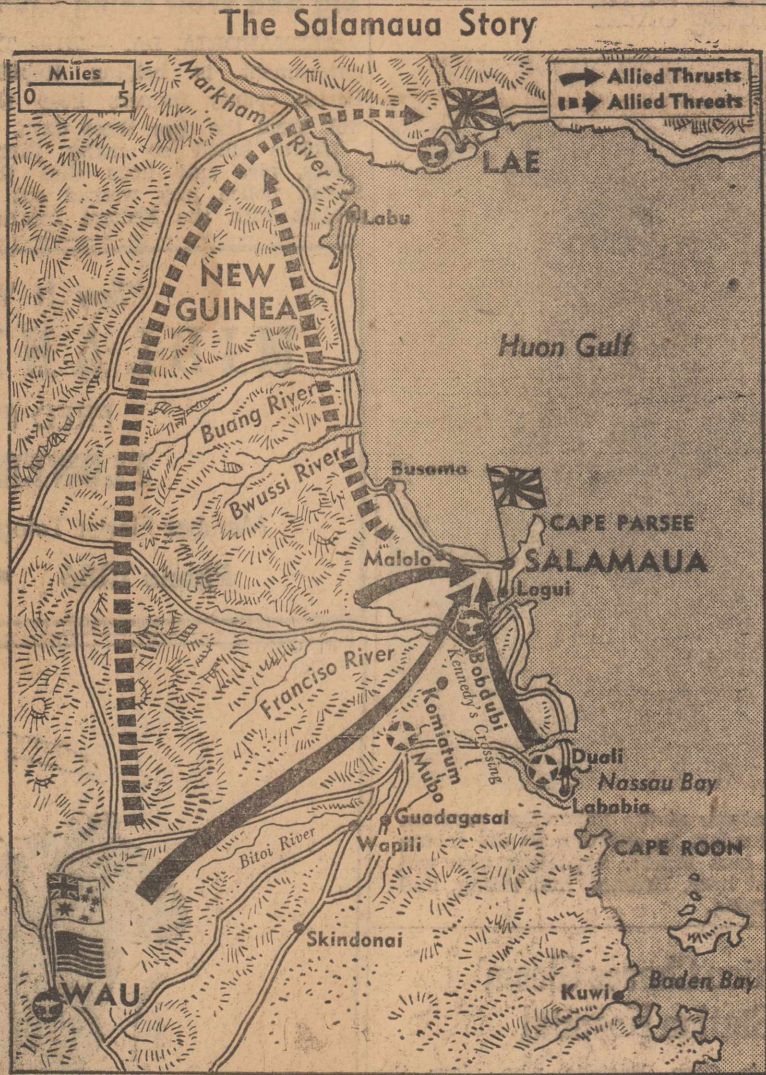 The Salamaua Story
Miles
0 5
Allied Thrusts
Allied Threats
Markham
River
LAE
Labu
NEW
GUINEA
Huon Gulf
Buang River
Bwussi River
Busama
CAPE PARSEE
Malolo
SALAMAUA
Logui
Franciso River
Bobdubi
Kennedy's Crossing
Komiatum
Mubo
Duali
Nassau Bay
Lababia
Guadagasal
Bitoi River
Wapili
CAPE ROON
Skindonai
Baden Bay
Kuwi
WAU